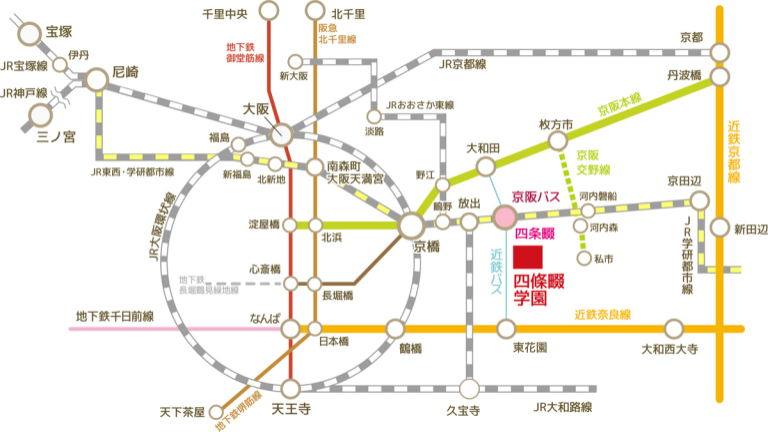 千里中央
北千里
宝塚
伊丹
JR宝塚線
地下鉄
御堂筋線
阪急
北千里線
京都
尼崎
新大阪
JR京都線
丹波橋
JR神戸線
大阪
JRおおさか東線
京阪本線
三ノ宮
淡路
枚方市
近鉄京都線
福島
大和田
京阪
交野線
JR東西・学研都市線
新福島
北新地
南森町
大阪天満宮
野江
京田辺
京阪バス
河内磐船
JR大阪環状線
鴫野
放出
淀屋橋
北浜
京橋
四条畷
河内森
JR学研都市線
新田辺
近鉄バス
私市
心斎橋
地下鉄
長堀鶴見緑地線
長堀橋
四條畷
学園
地下鉄千日前線
なんば
近鉄奈良線
日本橋
鶴橋
東花園
大和西大寺
天下茶屋
地下鉄堺筋線
天王寺
久宝寺
JR大和路線